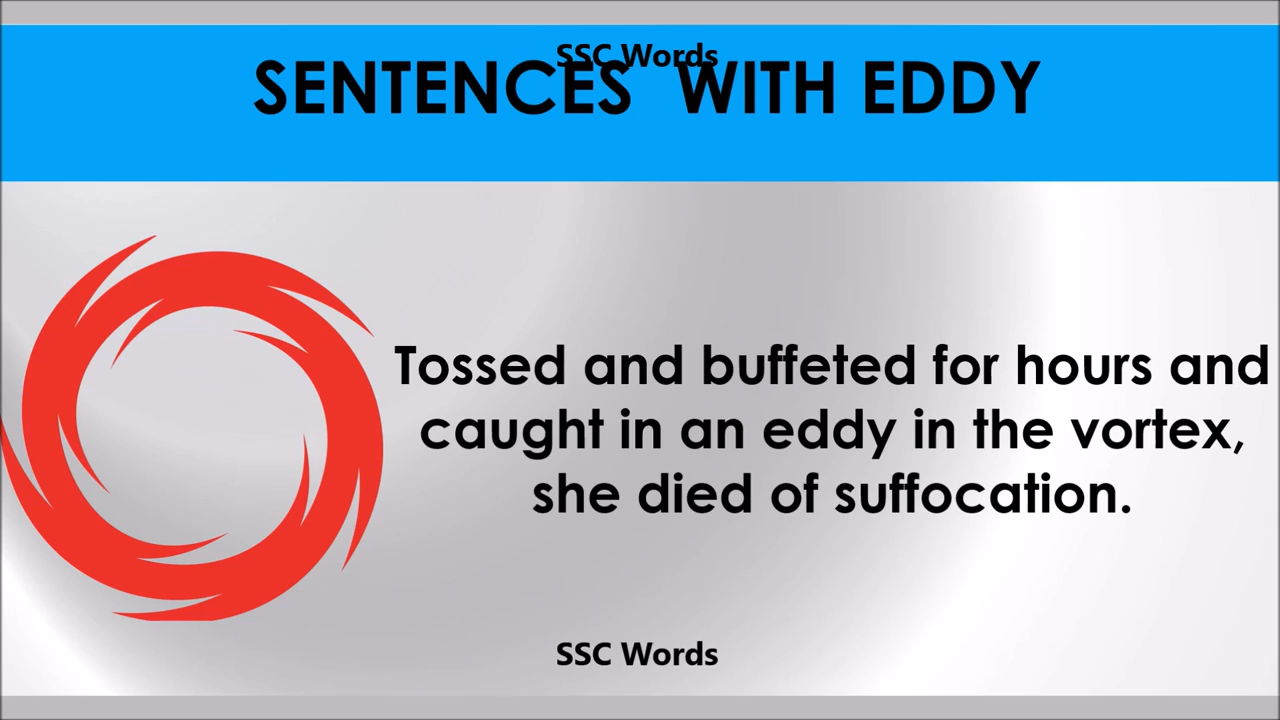 SSC Words
SENTENCES WITH EDDY
Tossed and buffeted for hours and
caught in an eddy in the vortex,
she died of suffocation.
SSC Words